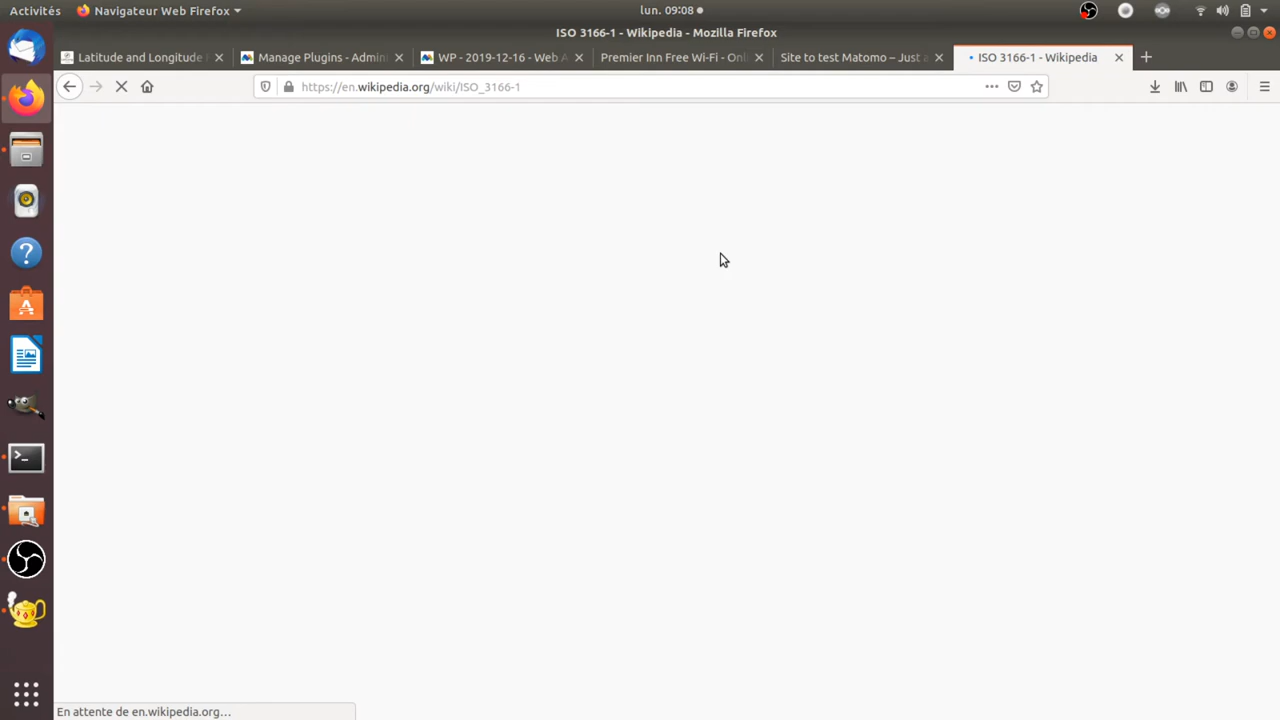 Activités
Navigateur Web Firefox
lun. 09:08
ISO 3166-1 - Wikipedia - Mozilla Firefox
Latitude and Longitude
Manage Plugins - Admin
WP - 2019-12-16 - Web A
Premier Inn Free Wi-Fi - Onl
Site to test Matomo – Just a
ISO 3166-1 - Wikipedia
https://en.wikipedia.org/wiki/ISO_3166-1
En attente de en.wikipedia.org…